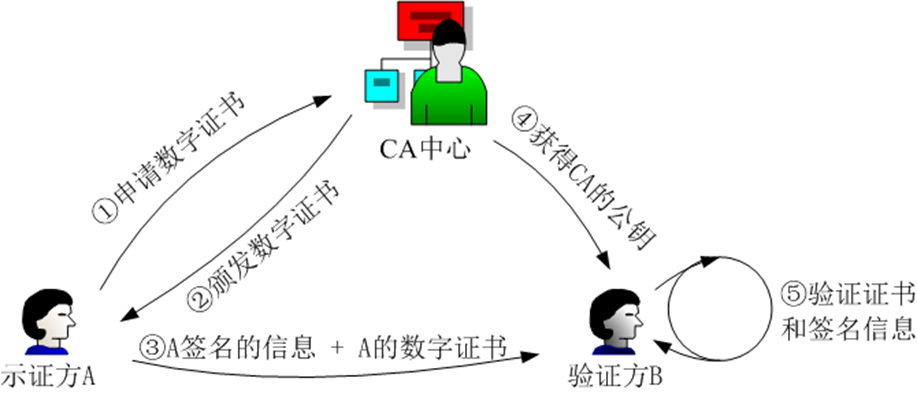 CA中心
①申请数字证书
②颁发数字证书
④获得CA的公钥
③A签名的信息 + A的数字证书
⑤验证证书
和签名信息
示证方A
验证方B